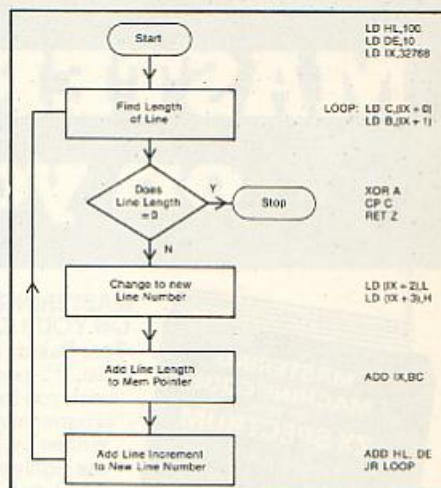 Start
LD HL,100
LD DE,10
LD IX,32768
Find Length
of Line
LOOP: LD C,(IX + 0)
LD B,(IX + 1)
Does
Line Length
= 0
Y
Stop
XOR A
CP C
RET Z
N
Change to new
Line Number
LD (IX + 2),L
LD (IX + 3),H
Add Line Length
to Mem Pointer
ADD IX,BC
Add Line Increment
to New Line Number
ADD HL, DE
JR LOOP